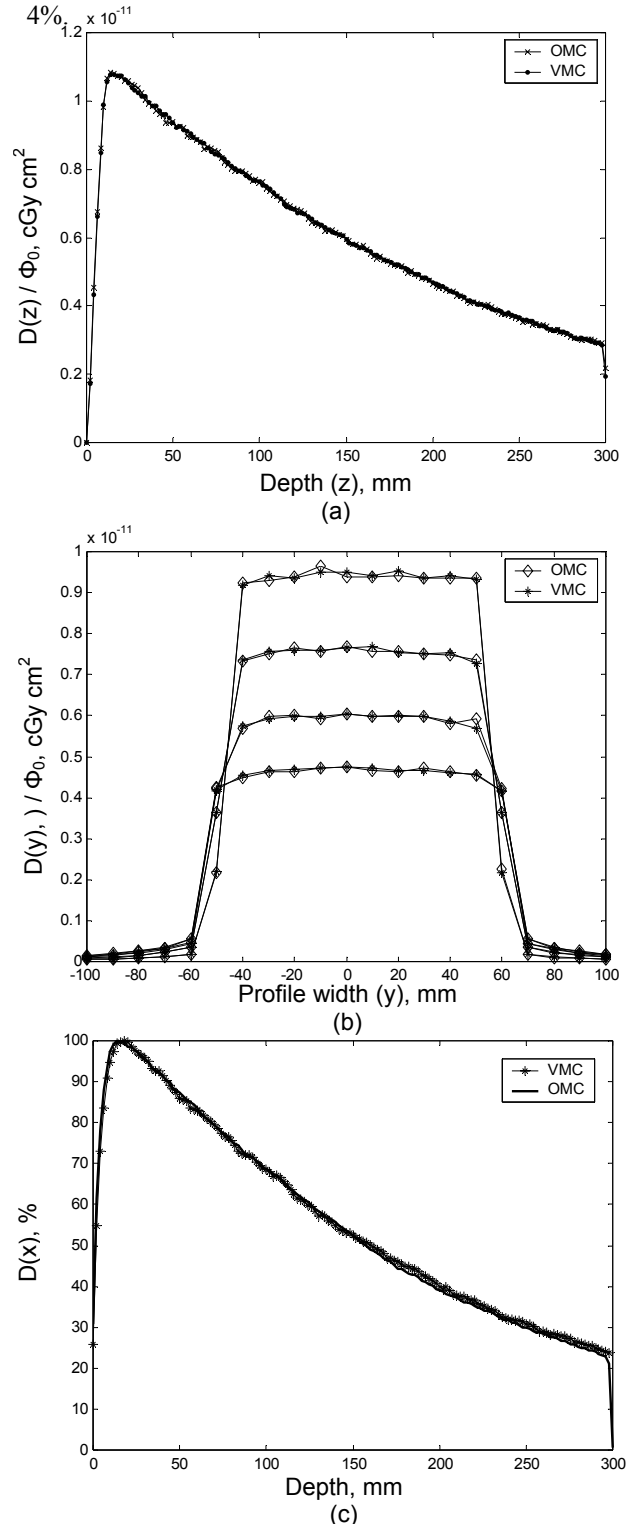 4%.
x 10-11
OMC
VMC
1.2
1
0.8
0.6
0.4
0.2
0
D(z) / Φ0, cGy cm2
0 50 100 150 200 250 300
Depth (z), mm
(a)
x 10-11
OMC
VMC
1
0.9
0.8
0.7
0.6
0.5
0.4
0.3
0.2
0.1
0
D(y), ) / Φ0, cGy cm2
-100 -80 -60 -40 -20 0 20 40 60 80 100
Profile width (y), mm
(b)
VMC
OMC
100
90
80
70
60
50
40
30
20
10
0
D(x), %
0 50 100 150 200 250 300
Depth, mm
(c)